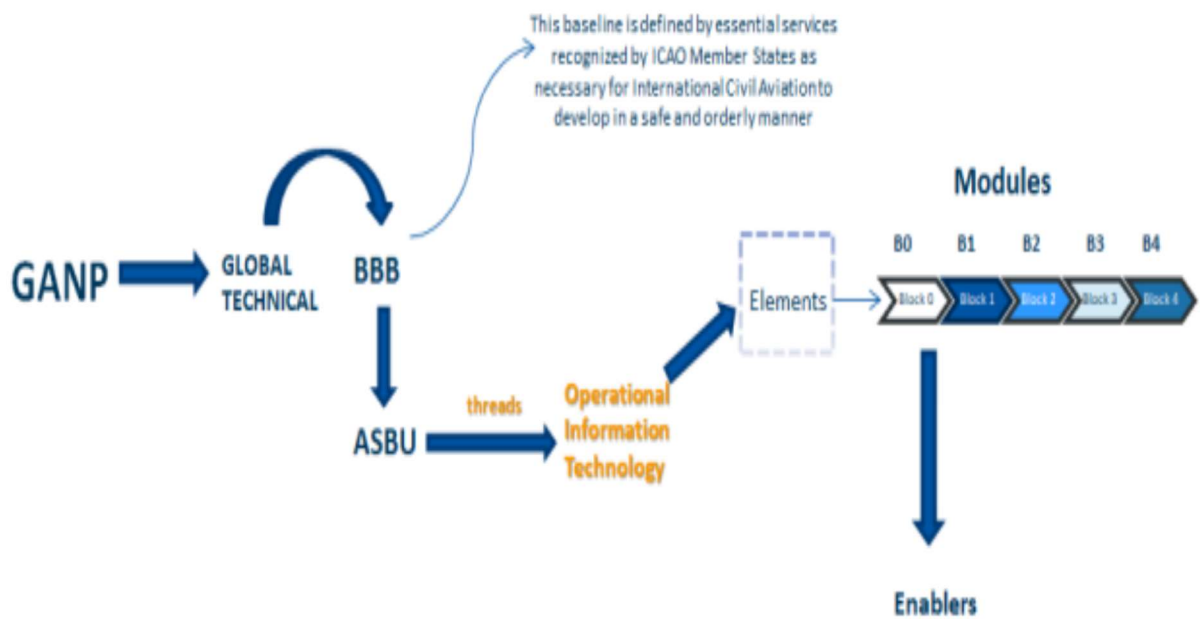 This baseline is defined by essential services
recognized by ICAO Member States as
necessary for International Civil Aviation to
develop in a safe and orderly manner
Modules
B0 B1 B2 B3 B4
GANP
GLOBAL
TECHNICAL
BBB
Elements
Block 0 Block 1 Block 2 Block 3 Block 4
ASBU
threads
Operational
Information
Technology
Enablers